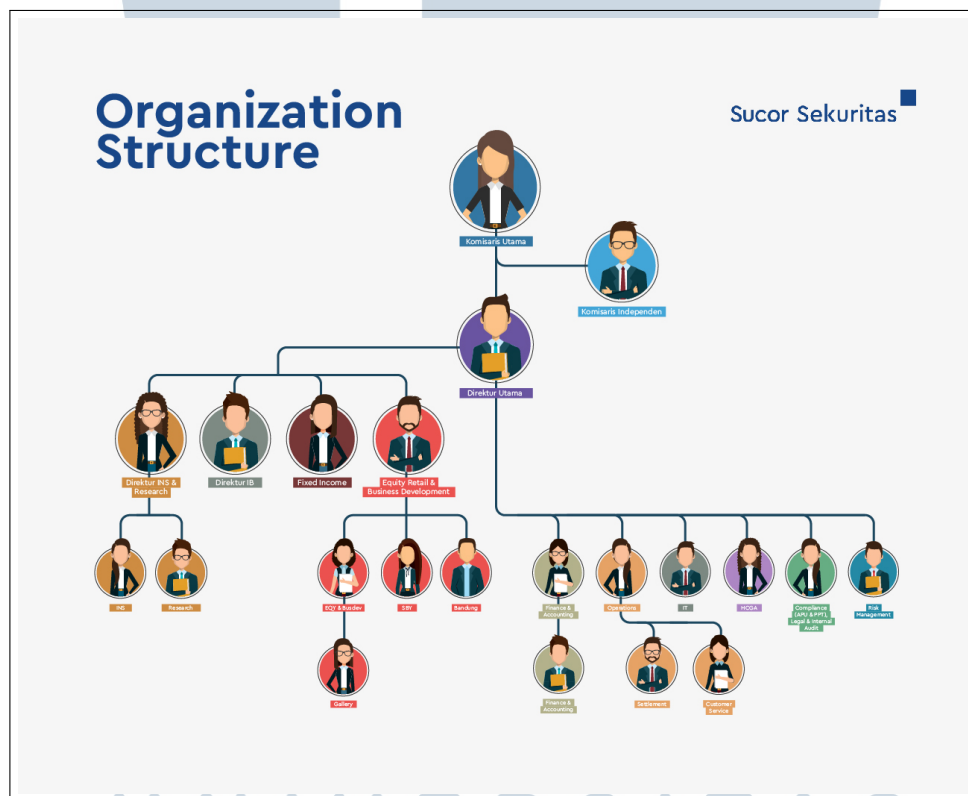 Organization
Structure
Sucor Sekuritas
Komisaris Utama
Komisaris Independen
Direktur Utama
Direktur INS &
Research
Direktur IB
Fixed Income
Equity Retail &
Business Development
INS
Research
EQY & Busdev
SBY
Bandung
Finance &
Accounting
Operations
IT
HCGA
Compilence
(APU & PPT),
Legal & Internal
Audit
Risk
Management
Gallery
Finance &
Accounting
Settlement
Customer
Service